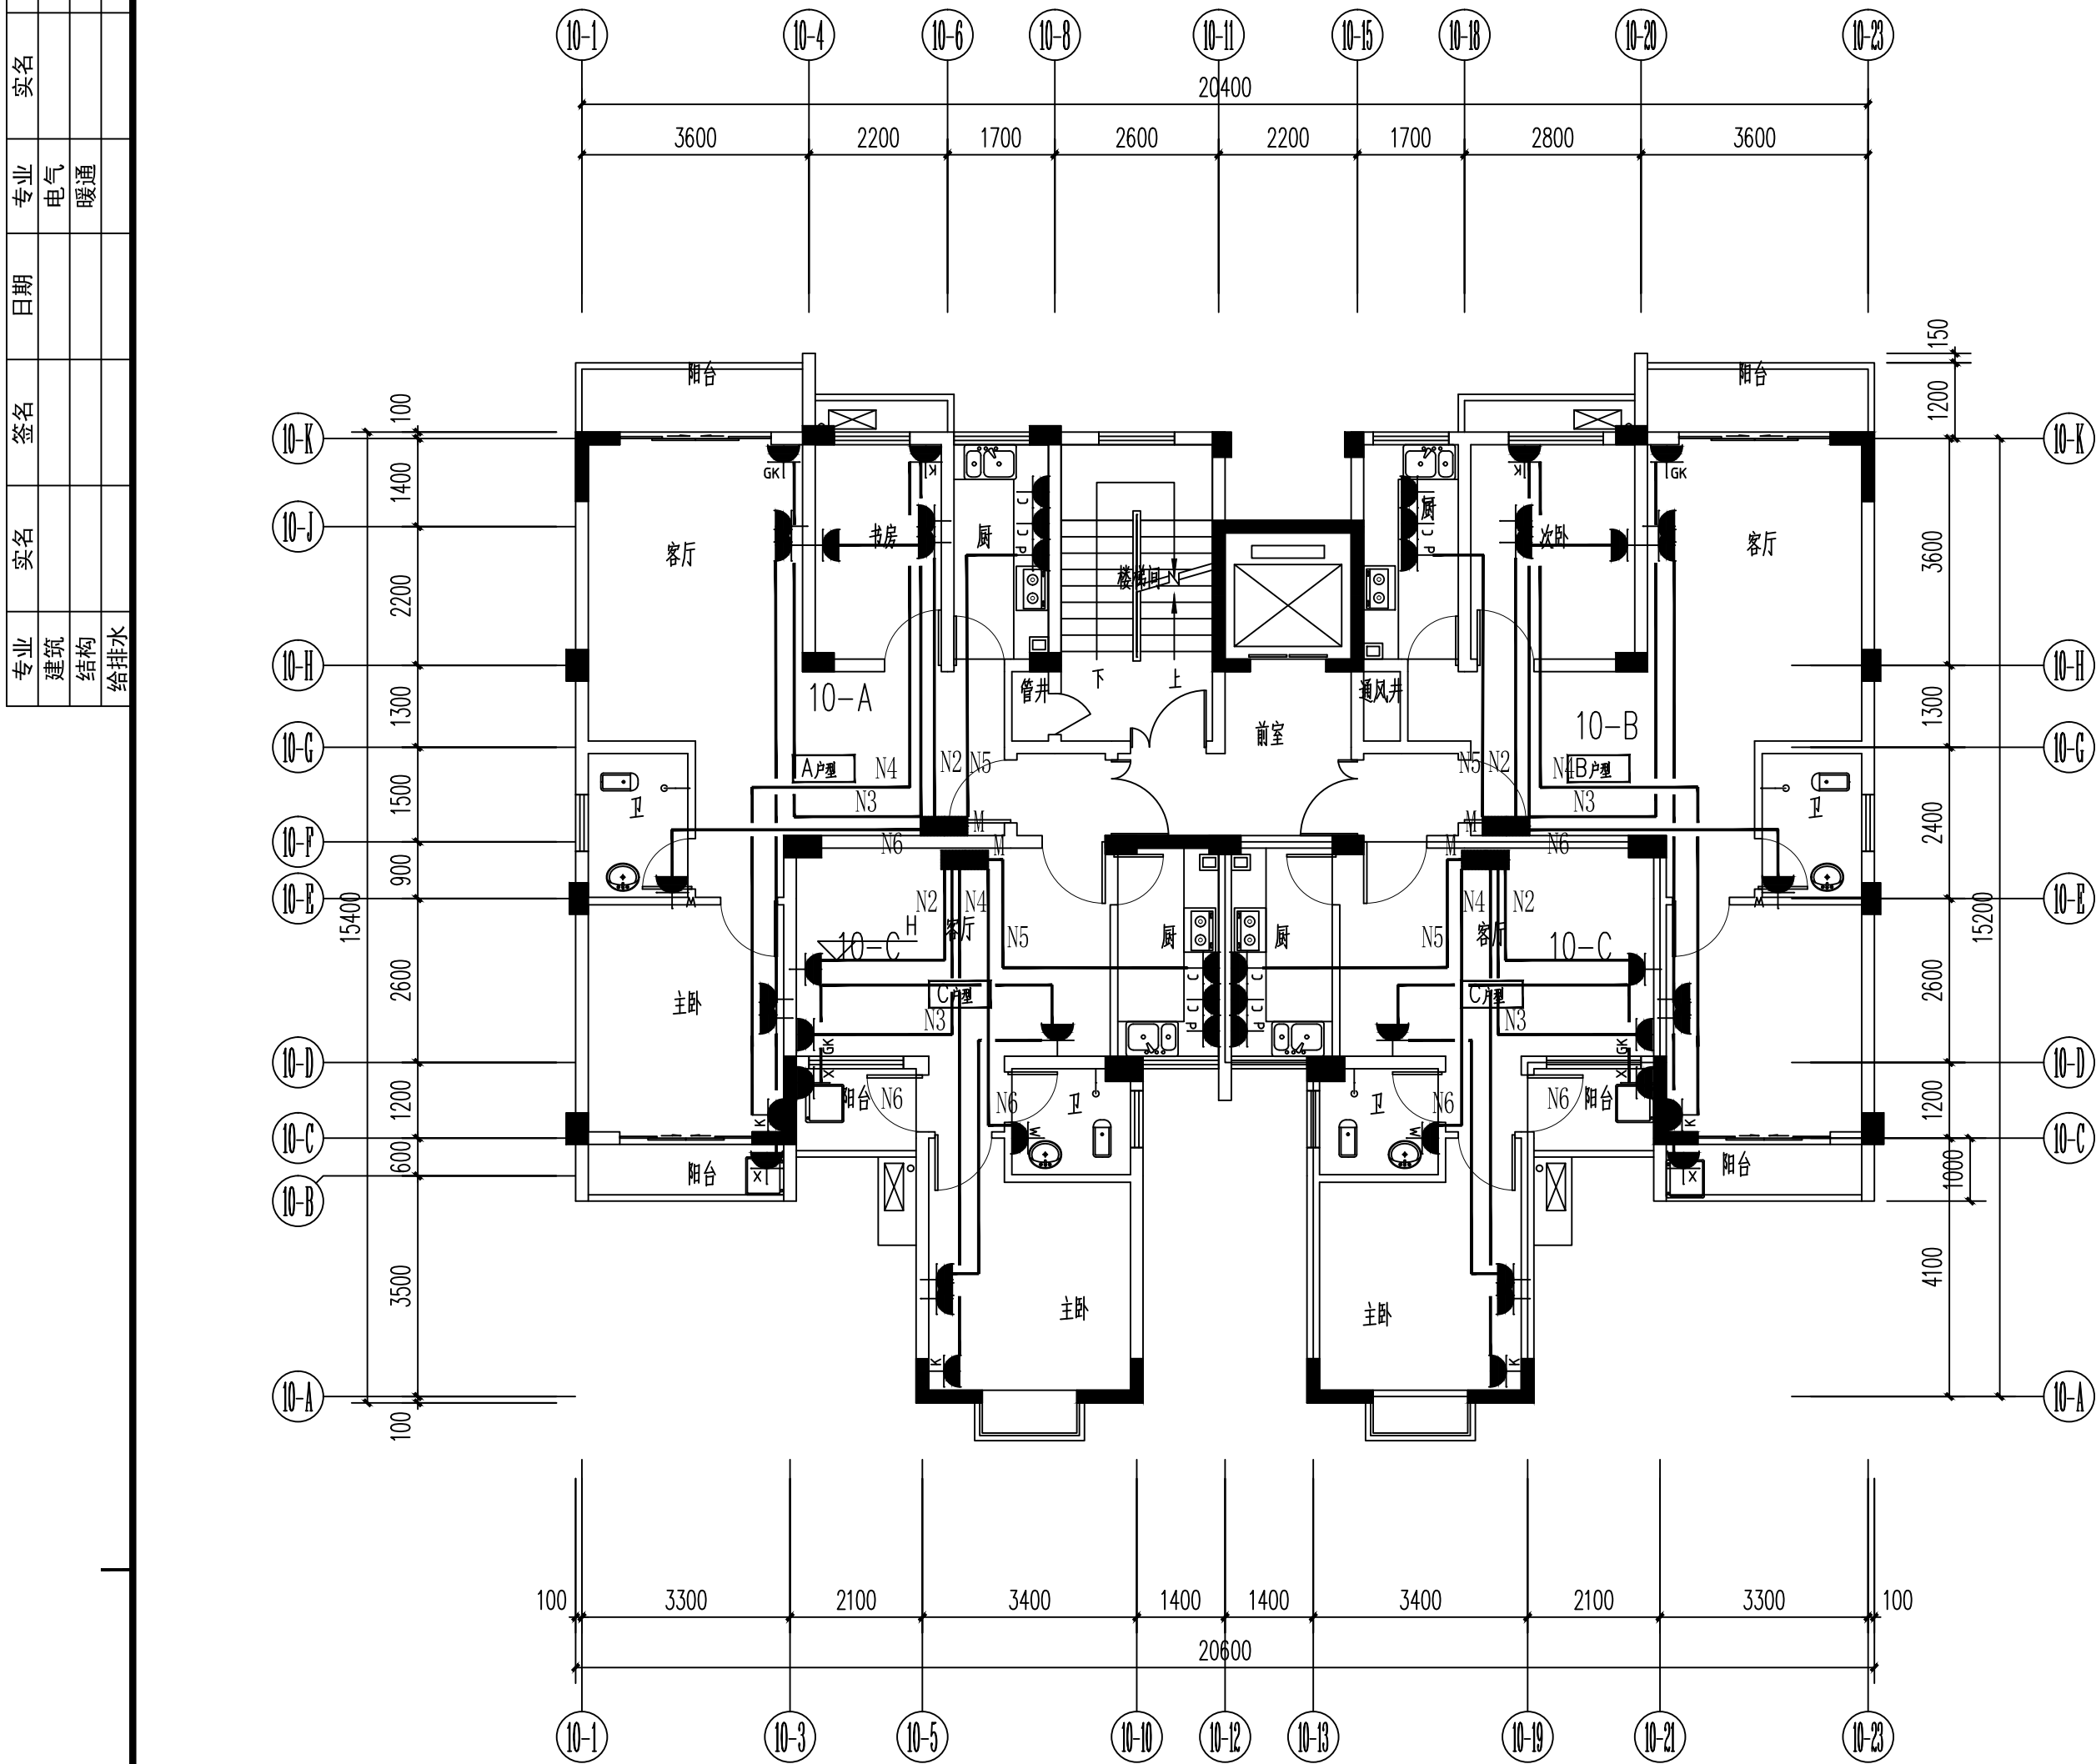 10-1 10-4 10-6 10-8 10-11 10-15 10-18 10-20 10-23
20400
3600 2200 1700 2600 2200 1700 2800 3600
实名
专业 电气 暖通
日期
签名
实名
专业 建筑 结构 给排水
10-K
10-J
10-H
10-G
10-F
10-E
10-D
10-C
10-B
10-A
100
1400
2200
1300
1500
900
2600
1200
600
3500
100
15400
阳台
阳台
GK
K
K
GK
C
C
P
C
C
P
客厅
书房
厨
楼梯间
厨
次卧
客厅
管井
下
上
通风井
10-A
前室
10-B
A户型
N4
N2
N5
N5
N2
N4
B户型
N3
N3
卫
卫
M
M
N6
M
M
N6
M
M
N2
N4
N4
N2
10-C
H
客厅
N5
厨
厨
N5
客厅
10-C
主卧
C户型
C户型
C
C
P
C
C
P
N3
N3
GK
GK
X
X
阳台
N6
N6
卫
卫
N6
N6
阳台
K
M
M
K
阳台
X
X
阳台
主卧
主卧
K
K
150
1200
3600
1300
2400
2600
1200
1000
4100
15200
10-K
10-H
10-G
10-E
10-D
10-C
10-A
100 3300 2100 3400 1400 1400 3400 2100 3300 100
20600
10-1 10-3 10-5 10-10 10-12 10-13 10-19 10-21 10-23